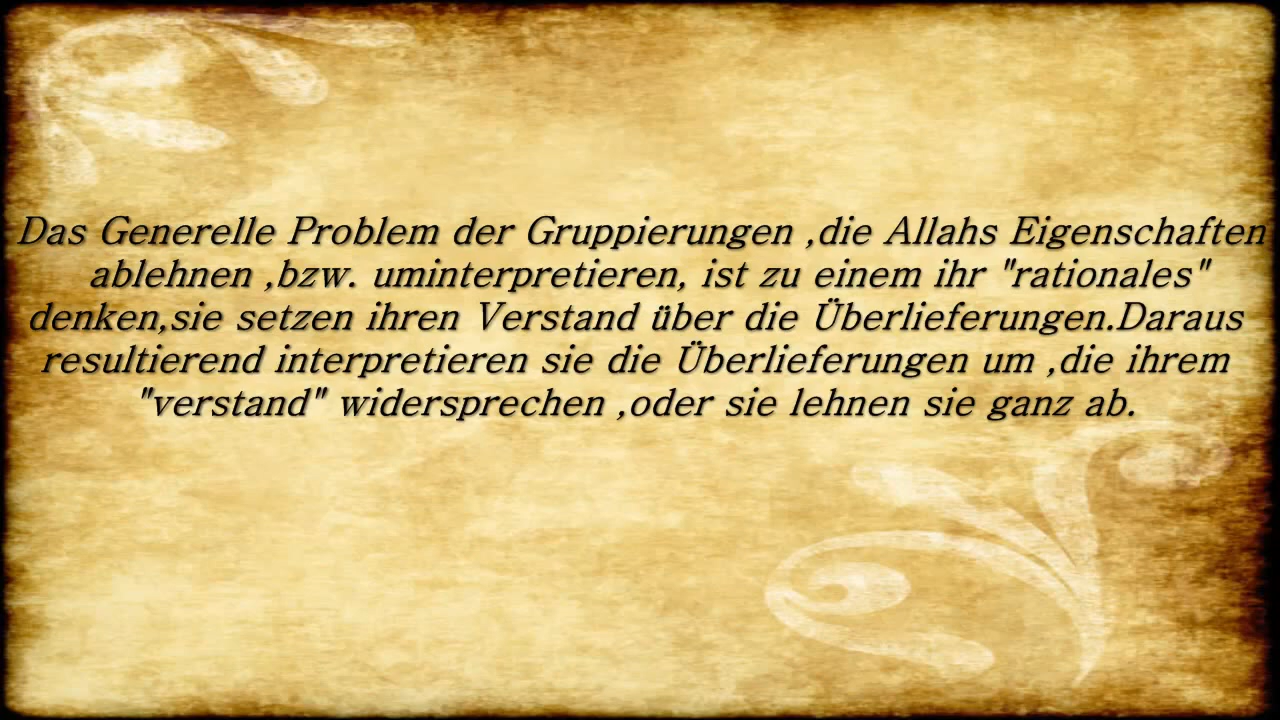 Das Generelle Problem der Gruppierungen ,die Allahs Eigenschaften
ablehnen ,bzw. uminterpretieren, ist zu einem ihr "rationales"
denken,sie setzen ihren Verstand über die Überlieferungen.Daraus
resultierend interpretieren sie die Überlieferungen um ,die ihrem
"verstand" widersprechen ,oder sie lehnen sie ganz ab.